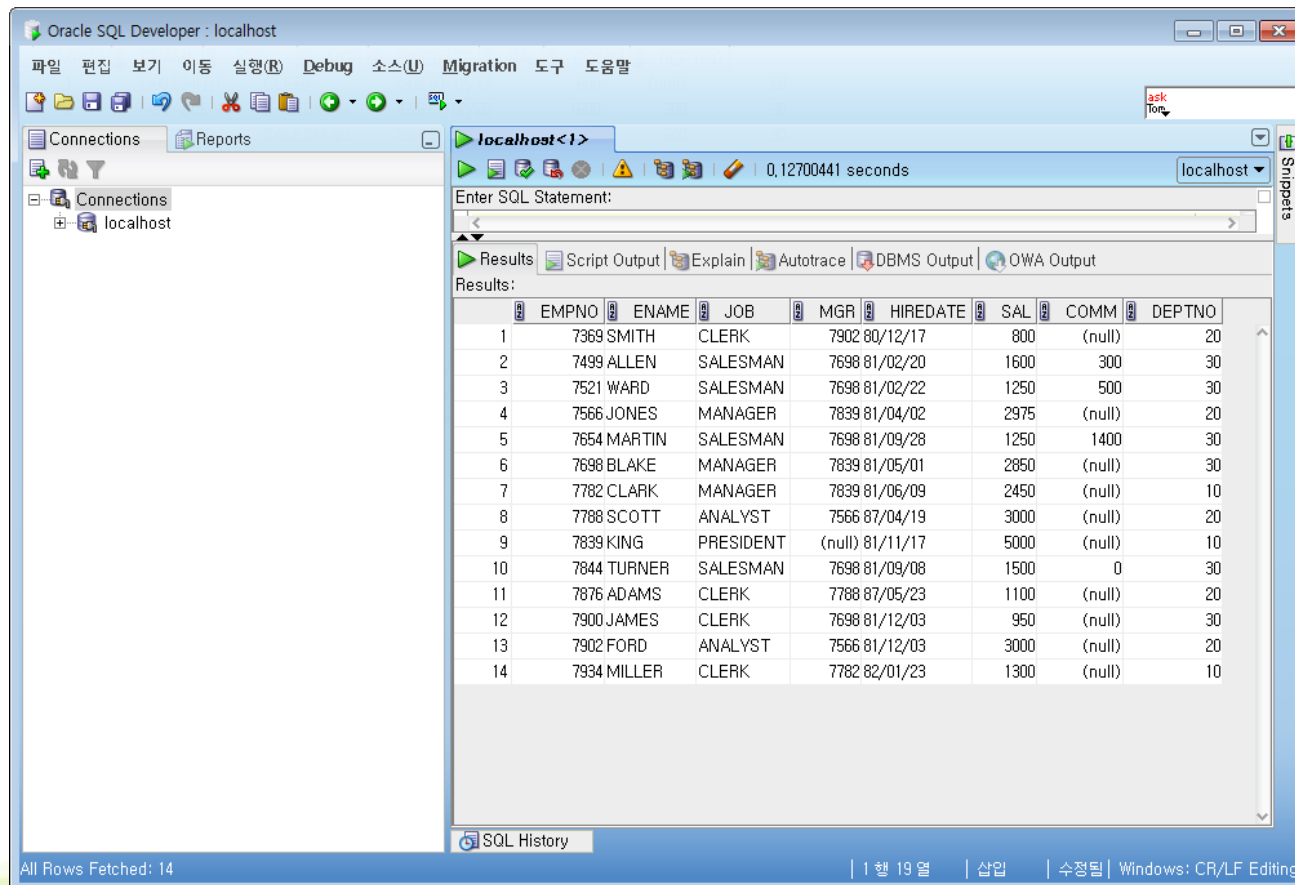 Oracle SQL Developer : localhost
파일 편집 보기 이동 실행(R) Debug 소스(U) Migration 도구 도움말
ask
Tom
Connections Reports
localhost<1>
0,12700441 seconds
localhost
Snippets
Connections
localhost
Enter SQL Statement:
Results Script Output Explain Autotrace DBMS Output OWA Output
Results:
EMPNO ENAME JOB MGR HIREDATE SAL COMM DEPTNO
1 7369 SMITH CLERK 7902 80/12/17 800 (null) 20
2 7499 ALLEN SALESMAN 7698 81/02/20 1600 300 30
3 7521 WARD SALESMAN 7698 81/02/22 1250 500 30
4 7566 JONES MANAGER 7839 81/04/02 2975 (null) 20
5 7654 MARTIN SALESMAN 7698 81/09/28 1250 1400 30
6 7698 BLAKE MANAGER 7839 81/05/01 2850 (null) 30
7 7782 CLARK MANAGER 7839 81/06/09 2450 (null) 10
8 7788 SCOTT ANALYST 7566 87/04/19 3000 (null) 20
9 7839 KING PRESIDENT (null) 81/11/17 5000 (null) 10
10 7844 TURNER SALESMAN 7698 81/09/08 1500 0 30
11 7876 ADAMS CLERK 7788 87/05/23 1100 (null) 20
12 7900 JAMES CLERK 7698 81/12/03 950 (null) 30
13 7902 FORD ANALYST 7566 81/12/03 3000 (null) 20
14 7934 MILLER CLERK 7782 82/01/23 1300 (null) 10
SQL History
All Rows Fetched: 14 1 행 19 열 삽입 수정됨 Windows: CR/LF Editing